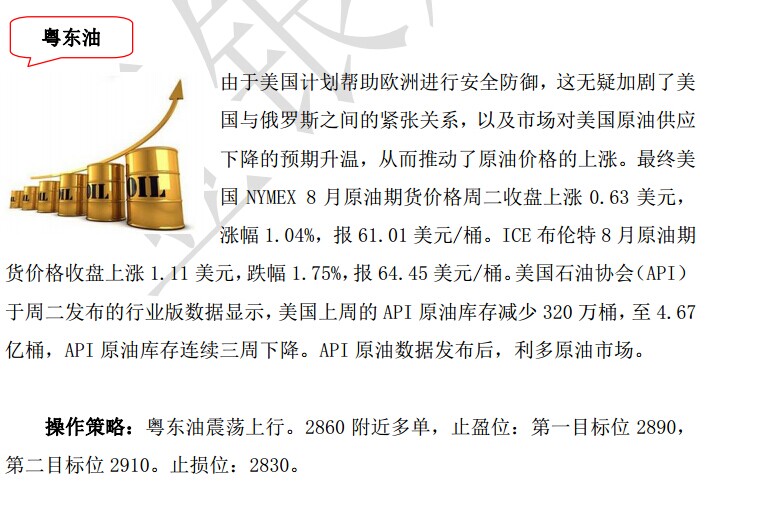 粤东油
由于美国计划帮助欧洲进行安全防御，这无疑加剧了美
国与俄罗斯之间的紧张关系，以及市场对美国原油供应
下降的预期升温，从而推动了原油价格的上涨。最终美
国 NYMEX 8 月原油期货价格周二收盘上涨 0.63 美元，
涨幅 1.04%，报 61.01 美元/桶。ICE 布伦特 8 月原油期
货价格收盘上涨 1.11 美元，跌幅 1.75%，报 64.45 美元/桶。美国石油协会（API）
于周二发布的行业版数据显示，美国上周的 API 原油库存减少 320 万桶，至 4.67
亿桶，API 原油库存连续三周下降。API 原油数据发布后，利多原油市场。
操作策略：粤东油震荡上行。2860 附近多单，止盈位：第一目标位 2890，
第二目标位 2910。止损位：2830。
OIL
OIL